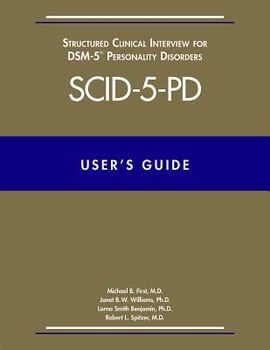 STRUCTURED CLINICAL INTERVIEW FOR
DSM-5® PERSONALITY DISORDERS
SCID-5-PD
USER'S GUIDE
Michael B. First, M.D.
Janet B.W. Williams, Ph.D.
Lorna Smith Benjamin, Ph.D.
Robert L. Spitzer, M.D.